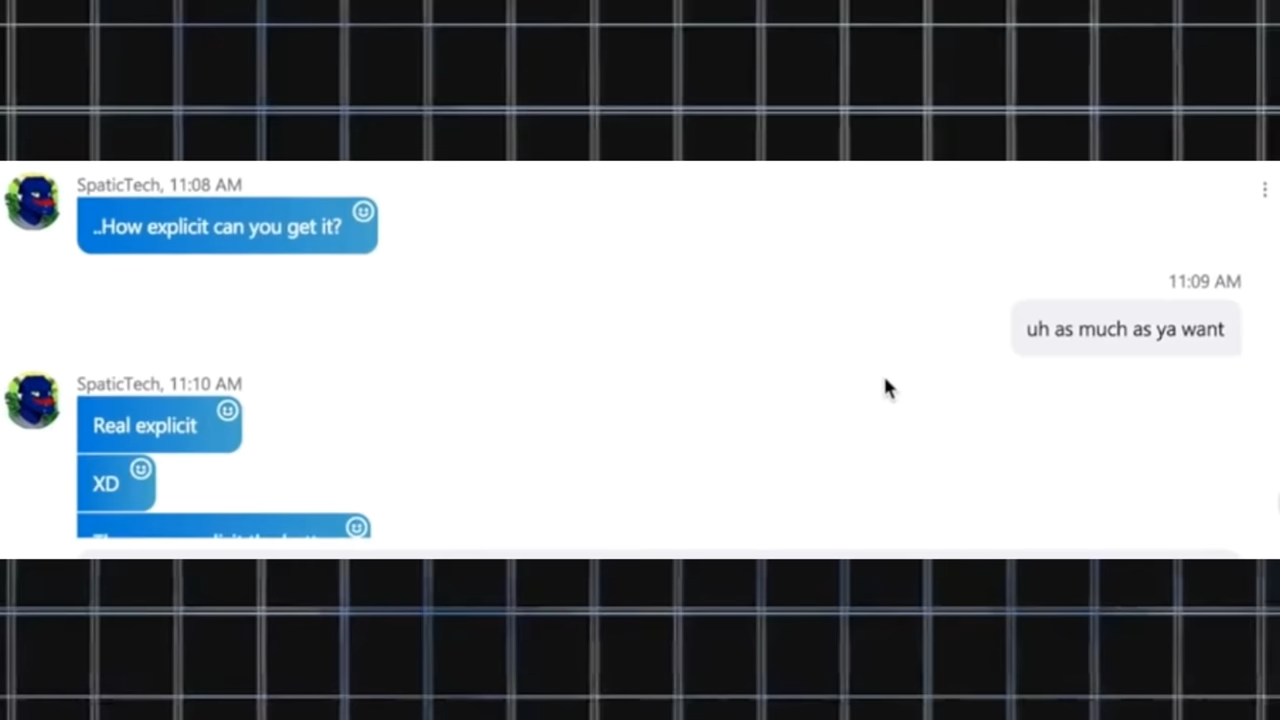 SpaticTech, 11:08 AM
..How explicit can you get it?
11:09 AM
uh as much as ya want
SpaticTech, 11:10 AM
Real explicit
XD